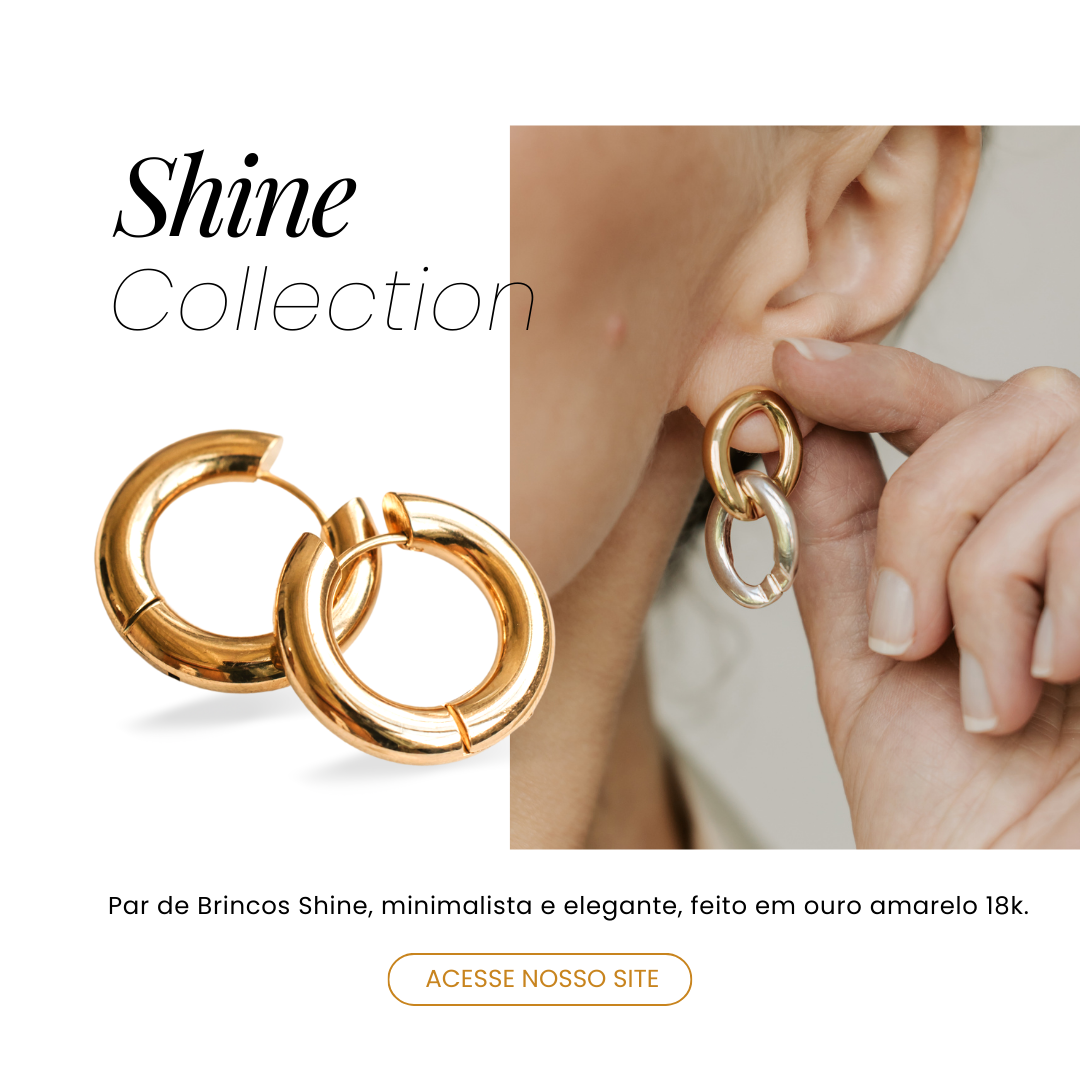 Shine
Collection
Par de Brincos Shine, minimalista e elegante, feito em ouro amarelo 18k.
ACESSE NOSSO SITE